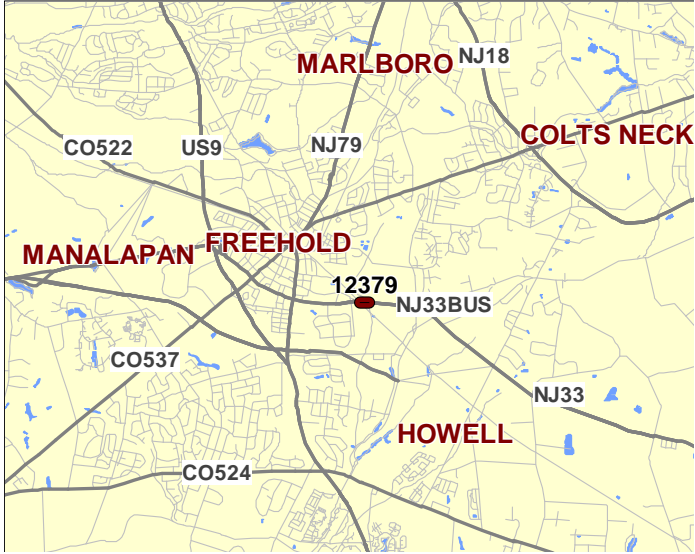 MARLBORO
NJ18
COLTS NECK
CO522
US9
NJ79
MANALAPAN
FREEHOLD
12379
NJ33BUS
CO537
NJ33
HOWELL
CO524